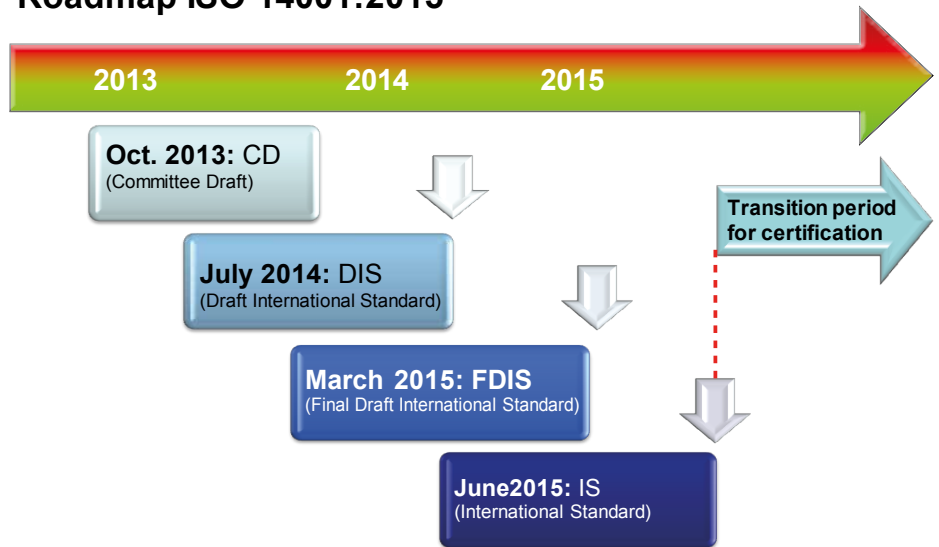 Roadmap ISO 14001:2015
2013 2014 2015
Oct. 2013: CD
(Committee Draft)
Transition period
for certification
July 2014: DIS
(Draft International Standard)
March 2015: FDIS
(Final Draft International Standard)
June2015: IS
(International Standard)